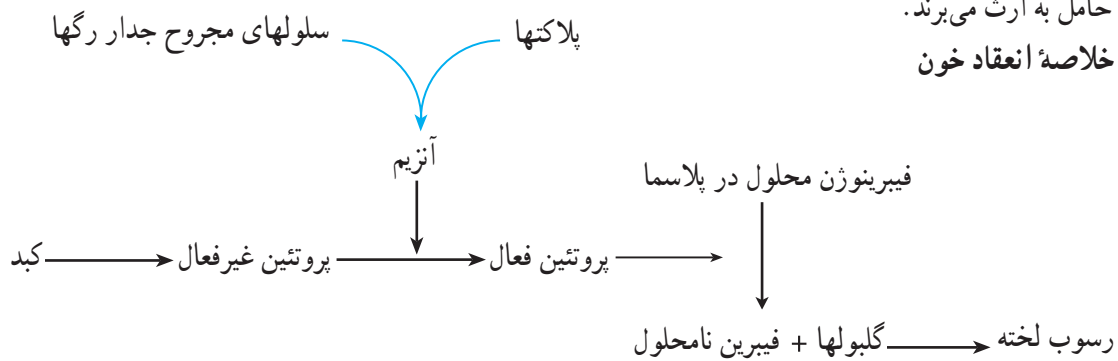 حامل به ارث می‌برند.
خلاصهٔ انعقاد خون
پلاکتها
سلولهای مجروح جدار رگها
آنزیم
فیبرینوژن محلول در پلاسما
کبد
پروتئین غیرفعال
پروتئین فعال
گلبولها + فیبرین نامحلول
رسوب لخته